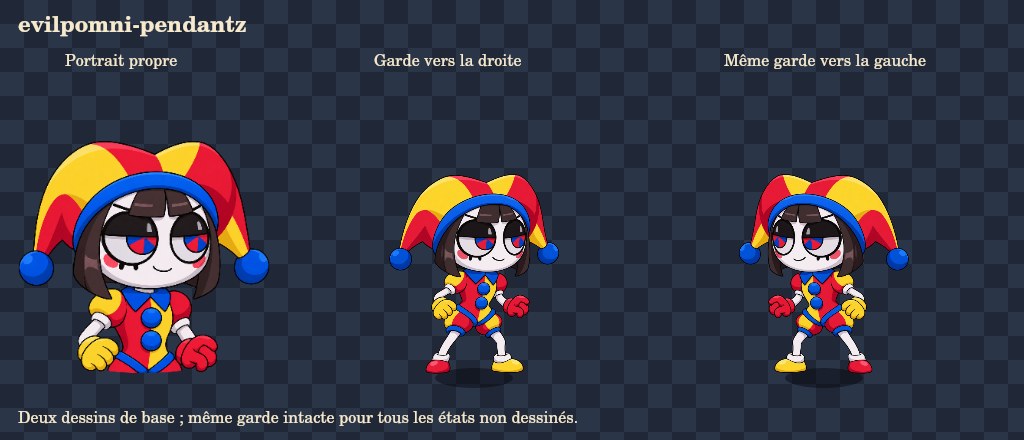 evilpomni-pendantz
Portrait propre
Garde vers la droite
Même garde vers la gauche
Deux dessins de base ; même garde intacte pour tous les états non dessinés.